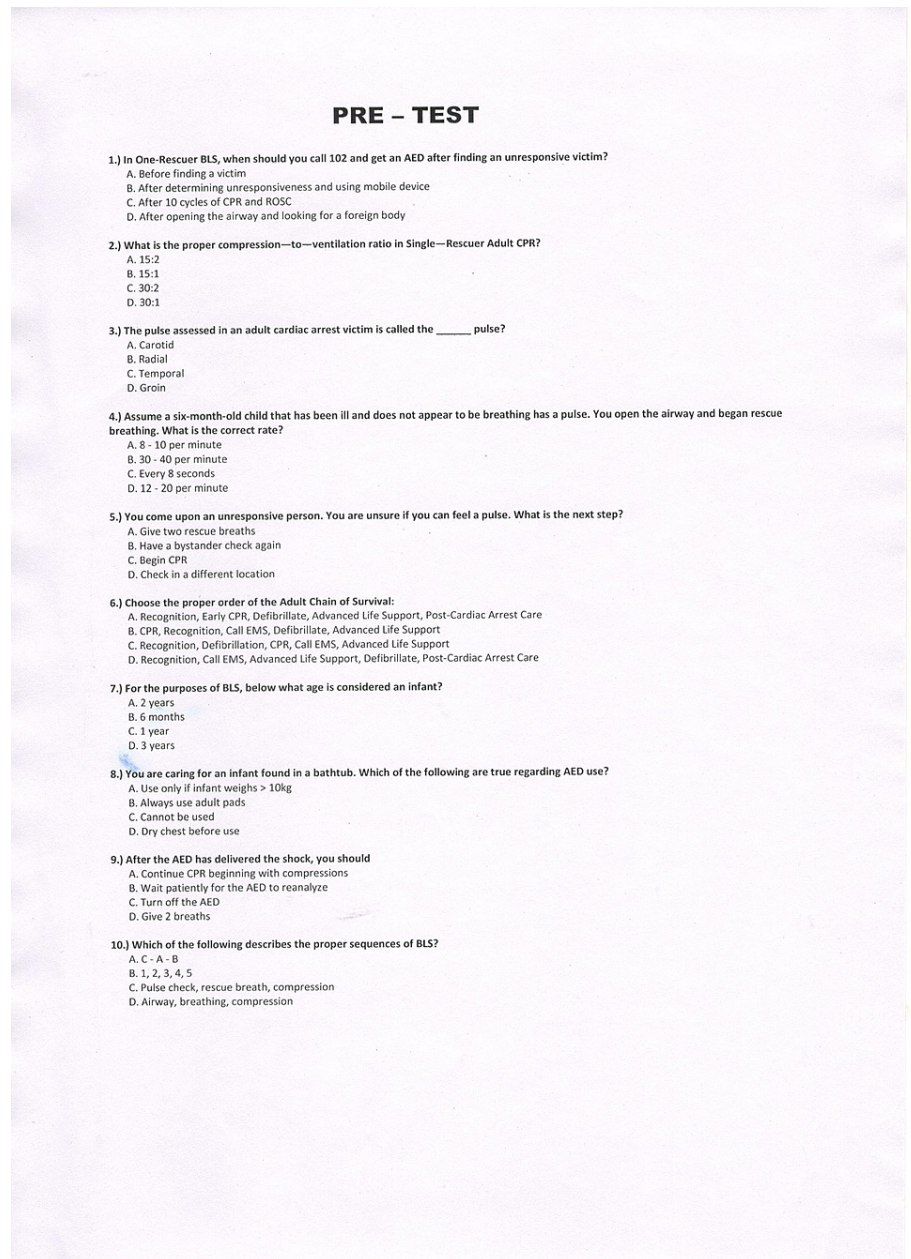 PRE – TEST
1.) In One-Rescuer BLS, when should you call 102 and get an AED after finding an unresponsive victim?
A. Before finding a victim
B. After determining unresponsiveness and using mobile device
C. After 10 cycles of CPR and ROSC
D. After opening the airway and looking for a foreign body
2.) What is the proper compression—to—ventilation ratio in Single—Rescuer Adult CPR?
A. 15:2
B. 15:1
C. 30:2
D. 30:1
3.) The pulse assessed in an adult cardiac arrest victim is called the ______ pulse?
A. Carotid
B. Radial
C. Temporal
D. Groin
4.) Assume a six-month-old child that has been ill and does not appear to be breathing has a pulse. You open the airway and began rescue
breathing. What is the correct rate?
A. 8 - 10 per minute
B. 30 - 40 per minute
C. Every 8 seconds
D. 12 - 20 per minute
5.) You come upon an unresponsive person. You are unsure if you can feel a pulse. What is the next step?
A. Give two rescue breaths
B. Have a bystander check again
C. Begin CPR
D. Check in a different location
6.) Choose the proper order of the Adult Chain of Survival:
A. Recognition, Early CPR, Defibrillate, Advanced Life Support, Post-Cardiac Arrest Care
B. CPR, Recognition, Call EMS, Defibrillate, Advanced Life Support
C. Recognition, Defibrillation, CPR, Call EMS, Advanced Life Support
D. Recognition, Call EMS, Advanced Life Support, Defibrillate, Post-Cardiac Arrest Care
7.) For the purposes of BLS, below what age is considered an infant?
A. 2 years
B. 6 months
C. 1 year
D. 3 years
8.) You are caring for an infant found in a bathtub. Which of the following are true regarding AED use?
A. Use only if infant weighs > 10kg
B. Always use adult pads
C. Cannot be used
D. Dry chest before use
9.) After the AED has delivered the shock, you should
A. Continue CPR beginning with compressions
B. Wait patiently for the AED to reanalyze
C. Turn off the AED
D. Give 2 breaths
10.) Which of the following describes the proper sequences of BLS?
A. C - A - B
B. 1, 2, 3, 4, 5
C. Pulse check, rescue breath, compression
D. Airway, breathing, compression